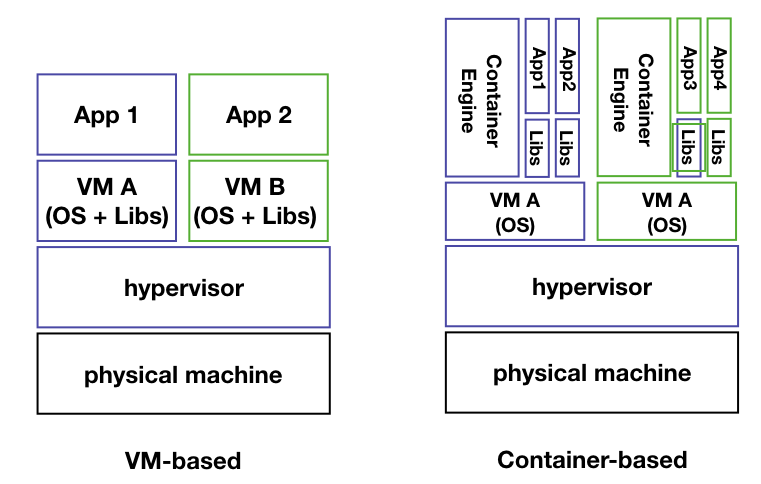 App 1
App 2
VM A
(OS + Libs)
VM B
(OS + Libs)
hypervisor
physical machine
VM-based
Container
Engine
App1
App2
Libs
Libs
Container
Engine
App3
App4
Libs
Libs
VM A
(OS)
VM A
(OS)
hypervisor
physical machine
Container-based